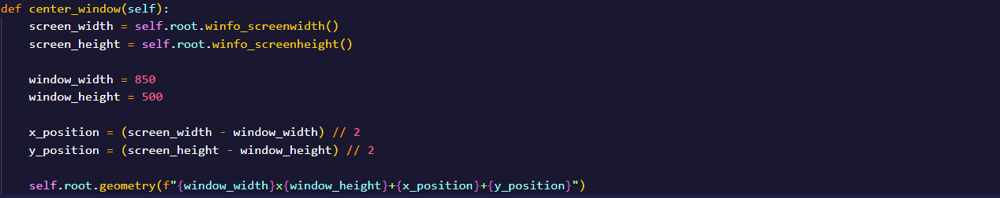 def center_window(self):
    screen_width = self.root.winfo_screenwidth()
    screen_height = self.root.winfo_screenheight()

    window_width = 850
    window_height = 500

    x_position = (screen_width - window_width) // 2
    y_position = (screen_height - window_height) // 2

    self.root.geometry(f"{window_width}x{window_height}+{x_position}+{y_position}")